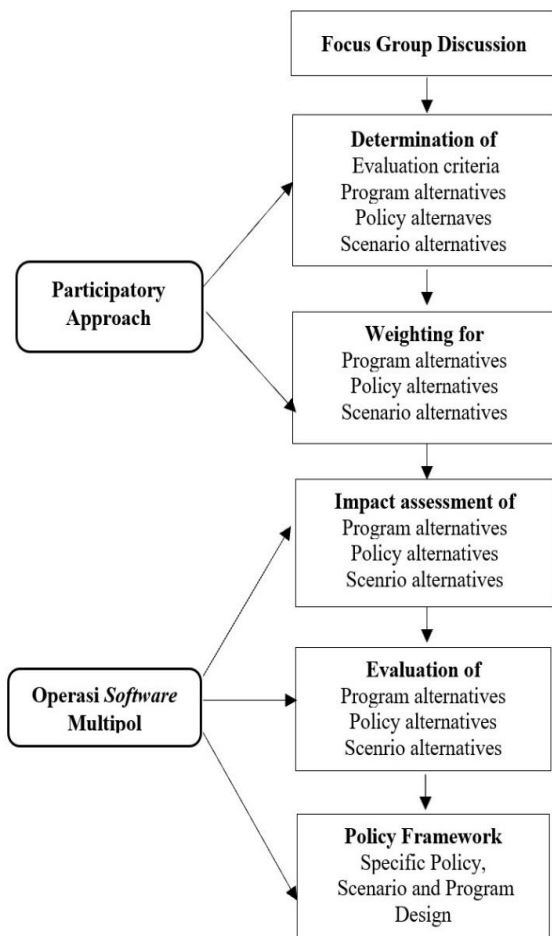 Focus Group Discussion
Determination of
Evaluation criteria
Program alternatives
Policy alternaves
Scenario alternatives
Participatory
Approach
Weighting for
Program alternatives
Policy alternatives
Scenario alternatives
Impact assessment of
Program alternatives
Policy alternatives
Scenrio alternatives
Operasi Software
Multipol
Evaluation of
Program alternatives
Policy alternatives
Scenrio alternatives
Policy Framework
Specific Policy,
Scenario and Program
Design